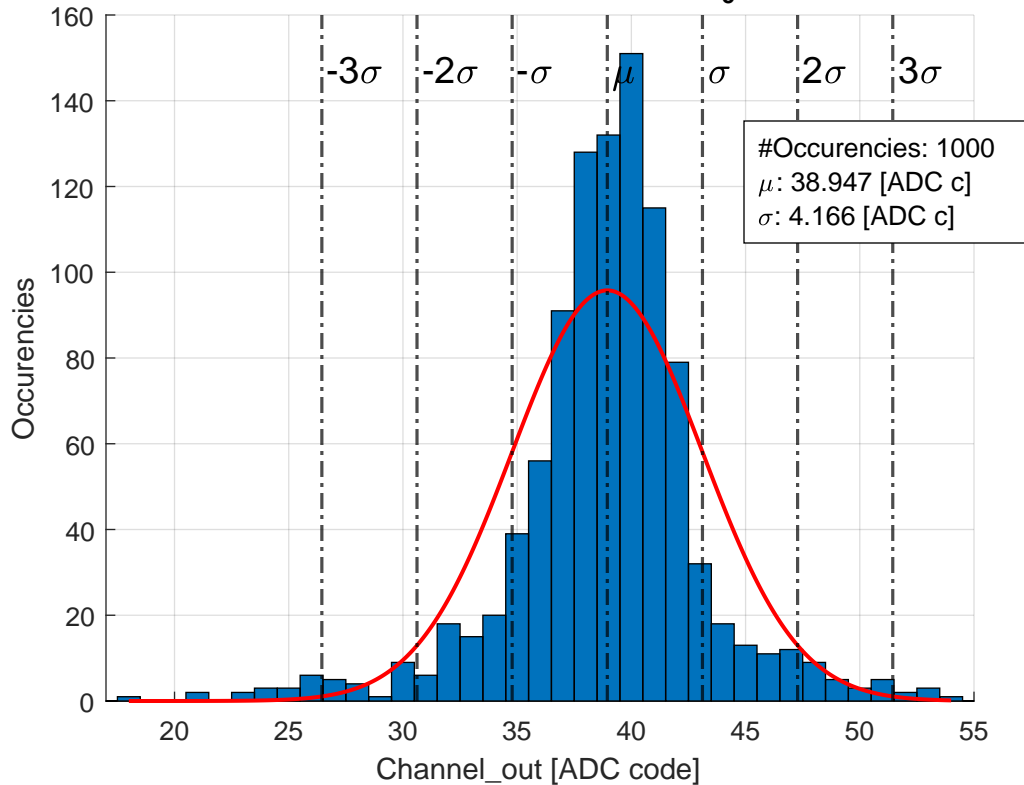 160
140
120
100
80
60
40
20
0
Occurencies
-3σ
-2σ
-σ
μ
σ
2σ
3σ
#Occurencies: 1000
μ: 38.947 [ADC c]
σ: 4.166 [ADC c]
20
25
30
35
40
45
50
55
Channel_out [ADC code]